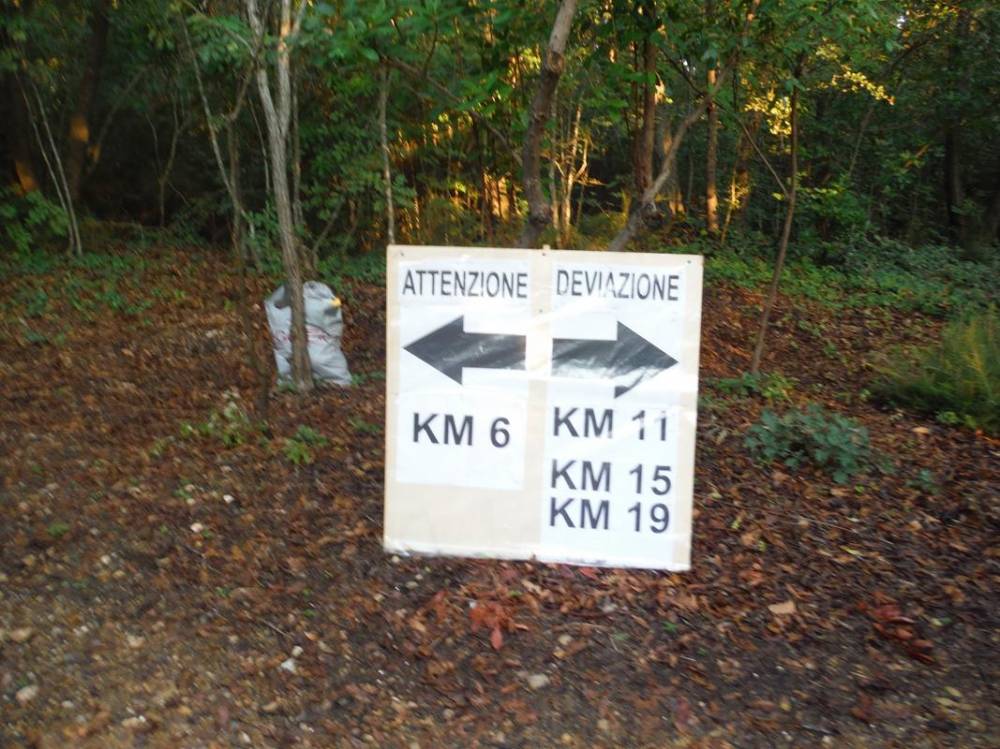 ATTENZIONE
KM 6
DEVIAZIONE
KM 11
KM 15
KM 19